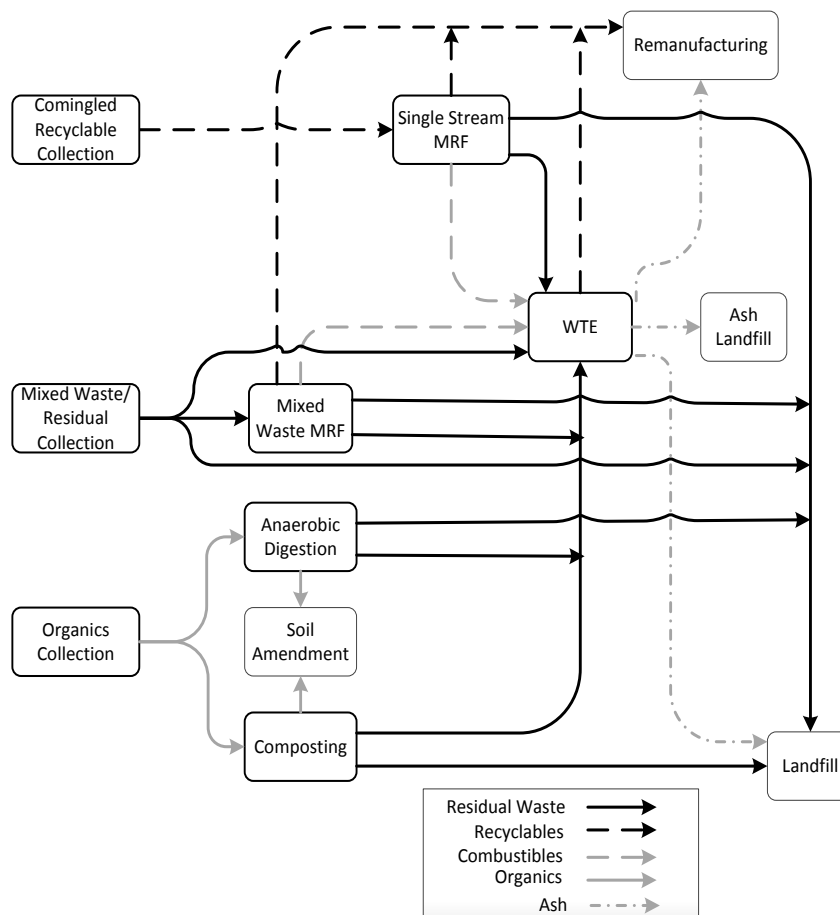 Remanufacturing
Comingled
Recyclable
Collection
Single Stream
MRF
WTE
Ash
Landfill
Mixed Waste/
Residual
Collection
Mixed
Waste MRF
Anaerobic
Digestion
Organics
Collection
Soil
Amendment
Composting
Landfill
Residual Waste
Recyclables
Combustibles
Organics
Ash